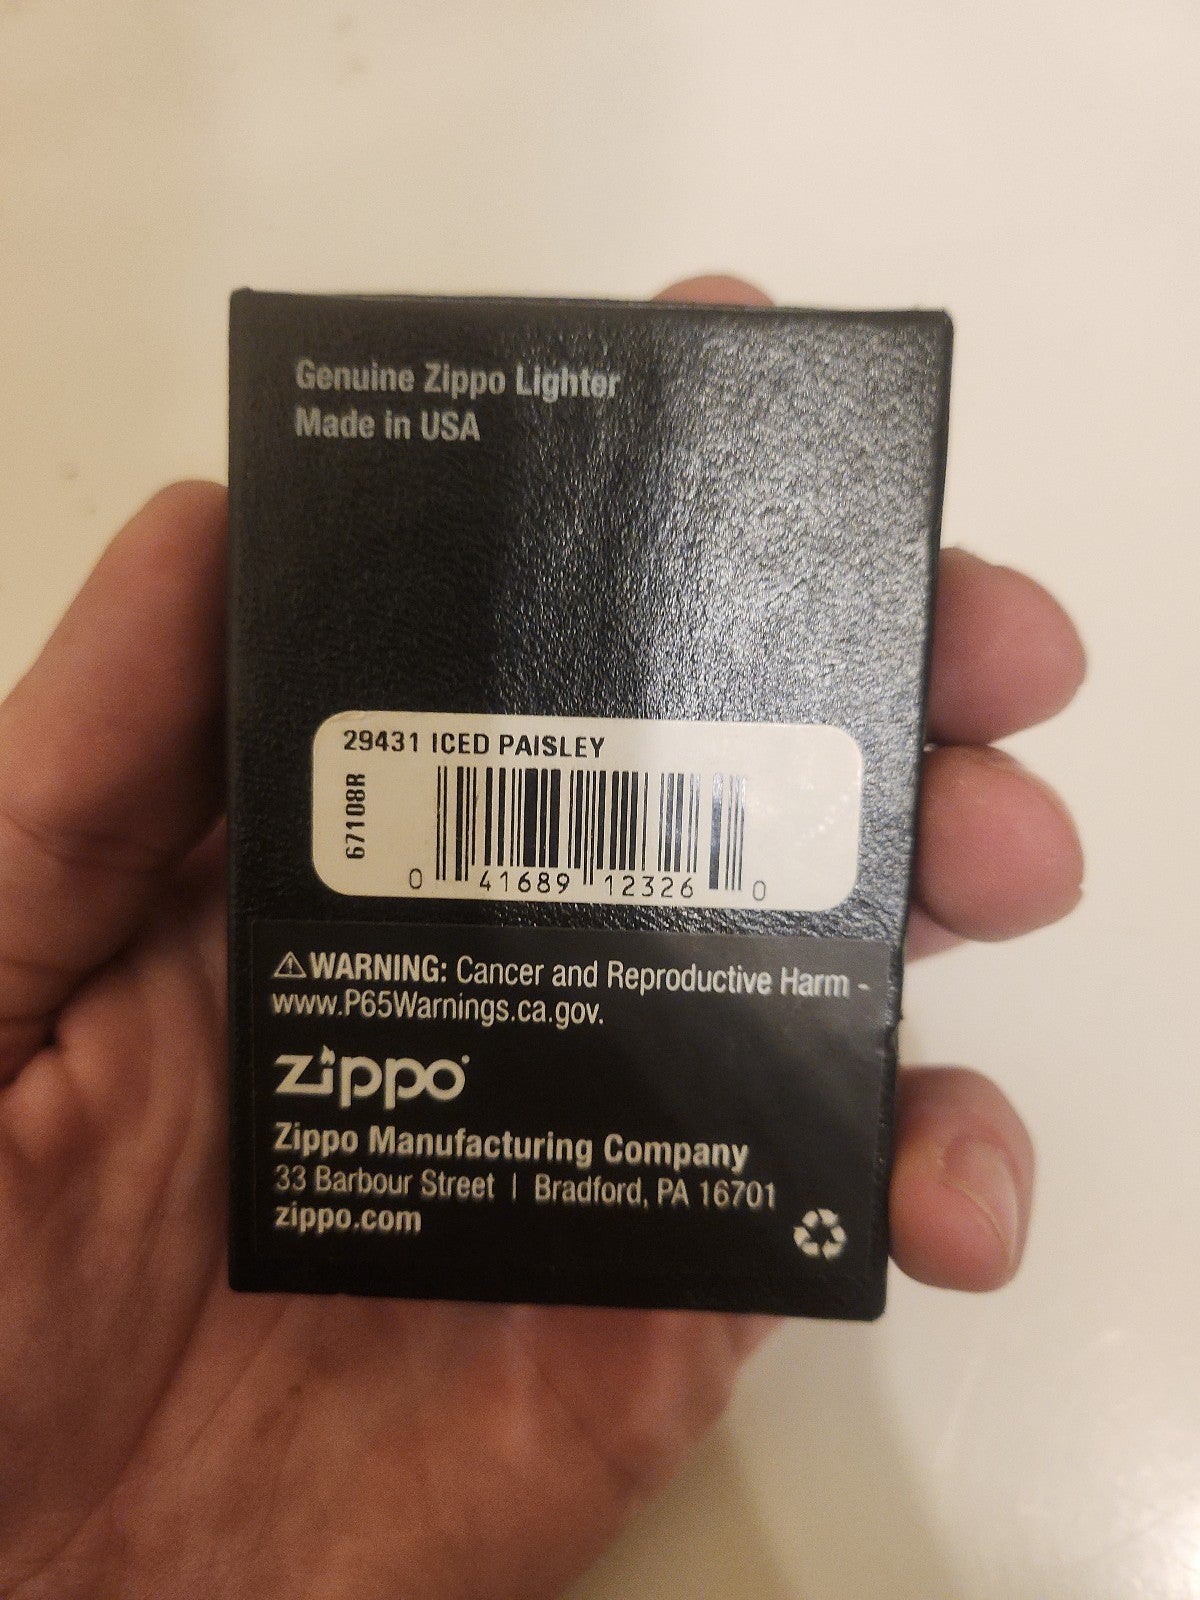 Genuine Zippo Lighter
Made in USA
29431 ICED PAISLEY
67108R
0 41689 12326 0
⚠WARNING: Cancer and Reproductive Harm -
www.P65Warnings.ca.gov.
zippo
Zippo Manufacturing Company
33 Barbour Street | Bradford, PA 16701
zippo.com